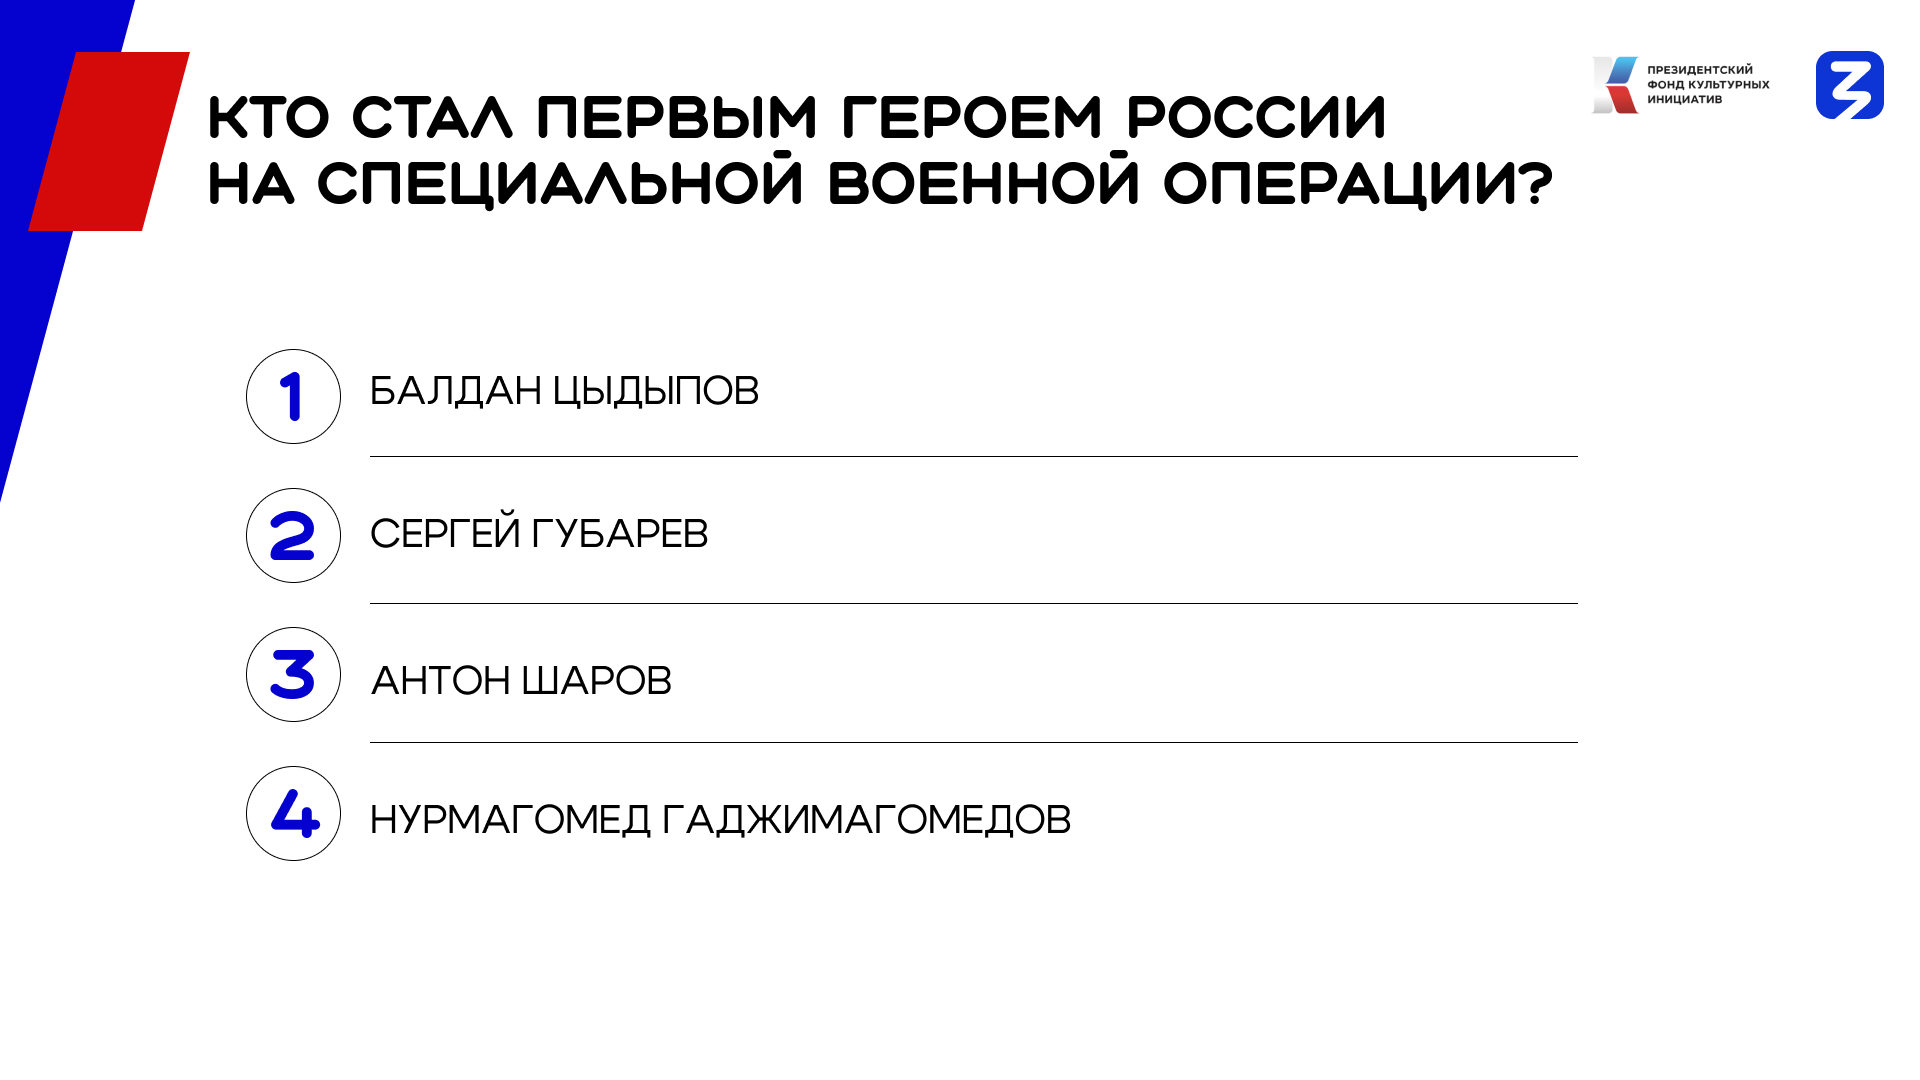 КТО СТАЛ ПЕРВЫМ ГЕРОЕМ РОССИИ
НА СПЕЦИАЛЬНОЙ ВОЕННОЙ ОПЕРАЦИИ?
ПРЕЗИДЕНТСКИЙ
ФОНД КУЛЬТУРНЫХ
ИНИЦИАТИВ
1 БАЛДАН ЦЫДЫПОВ
2 СЕРГЕЙ ГУБАРЕВ
3 АНТОН ШАРОВ
4 НУРМАГОМЕД ГАДЖИМАГОМЕДОВ